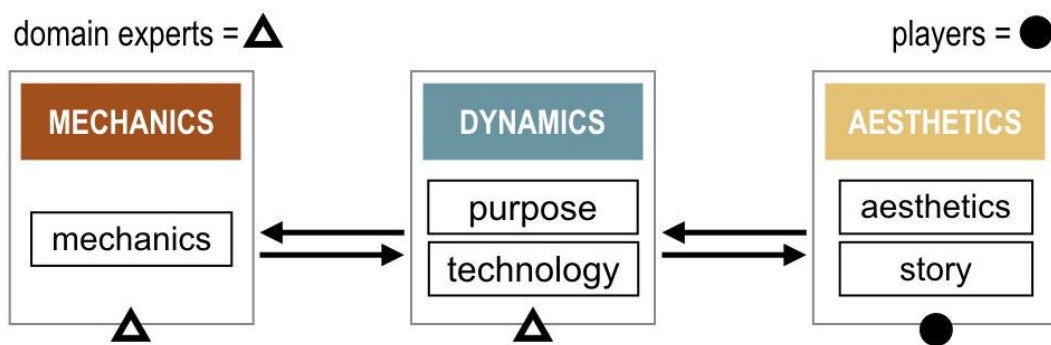 domain experts =
players =
MECHANICS
DYNAMICS
AESTHETICS
mechanics
purpose
technology
aesthetics
story